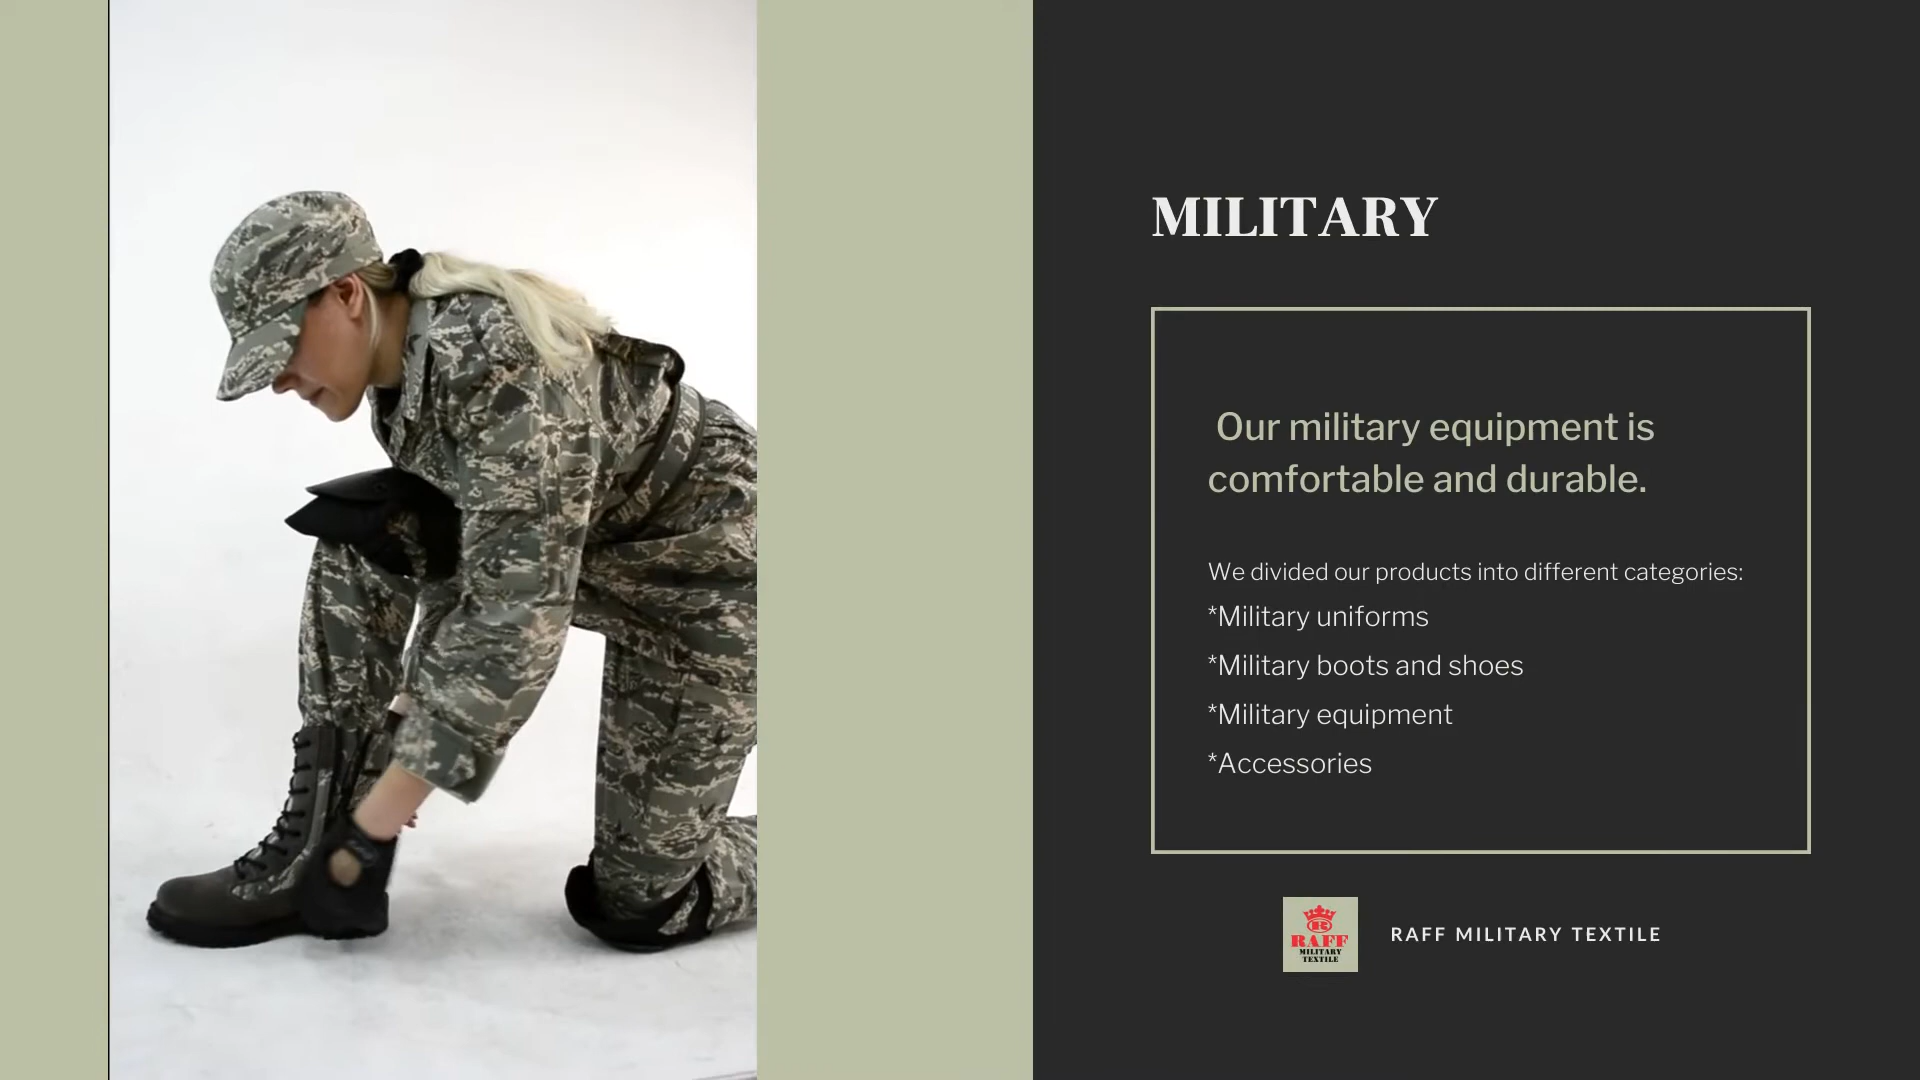 MILITARY
Our military equipment is
comfortable and durable.
We divided our products into different categories:
*Military uniforms
*Military boots and shoes
*Military equipment
*Accessories
R
RAFF
MILITARY
TEXTILE
RAFF MILITARY TEXTILE